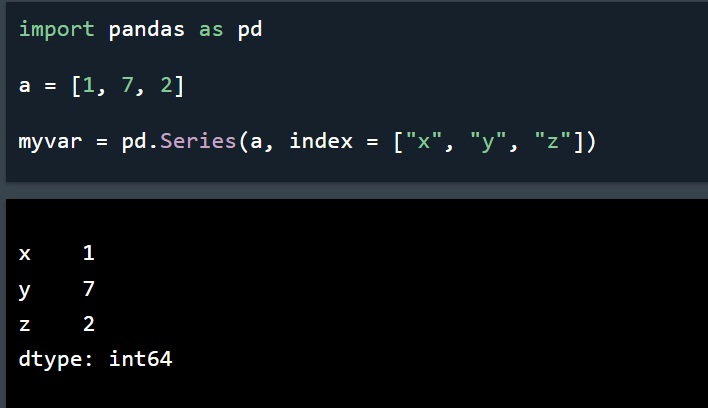 import pandas as pd
a = [1, 7, 2]
myvar = pd.Series(a, index = ["x", "y", "z"])
x    1
y    7
z    2
dtype: int64